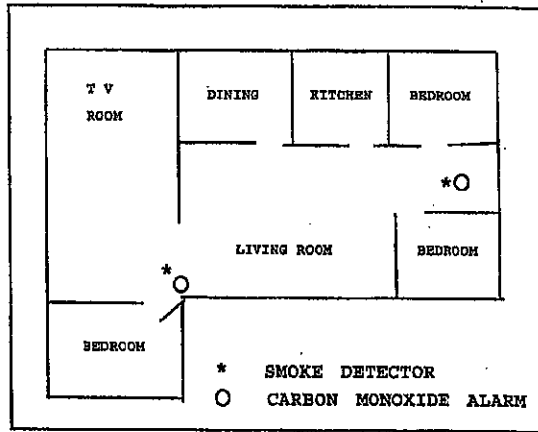 T V
ROOM
DINING
KITCHEN
BEDROOM
LIVING ROOM
BEDROOM
BEDROOM
* SMOKE DETECTOR
O CARBON MONOXIDE ALARM